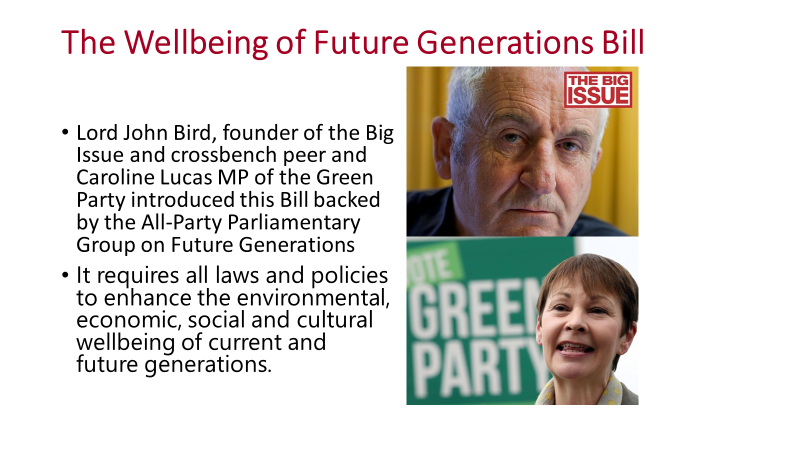 The Wellbeing of Future Generations Bill
THE BIG
ISSUE
• Lord John Bird, founder of the Big
Issue and crossbench peer and
Caroline Lucas MP of the Green
Party introduced this Bill backed
by the All-Party Parliamentary
Group on Future Generations
• It requires all laws and policies
to enhance the environmental,
economic, social and cultural
wellbeing of current and
future generations.
OTE
GREEN
PARTY